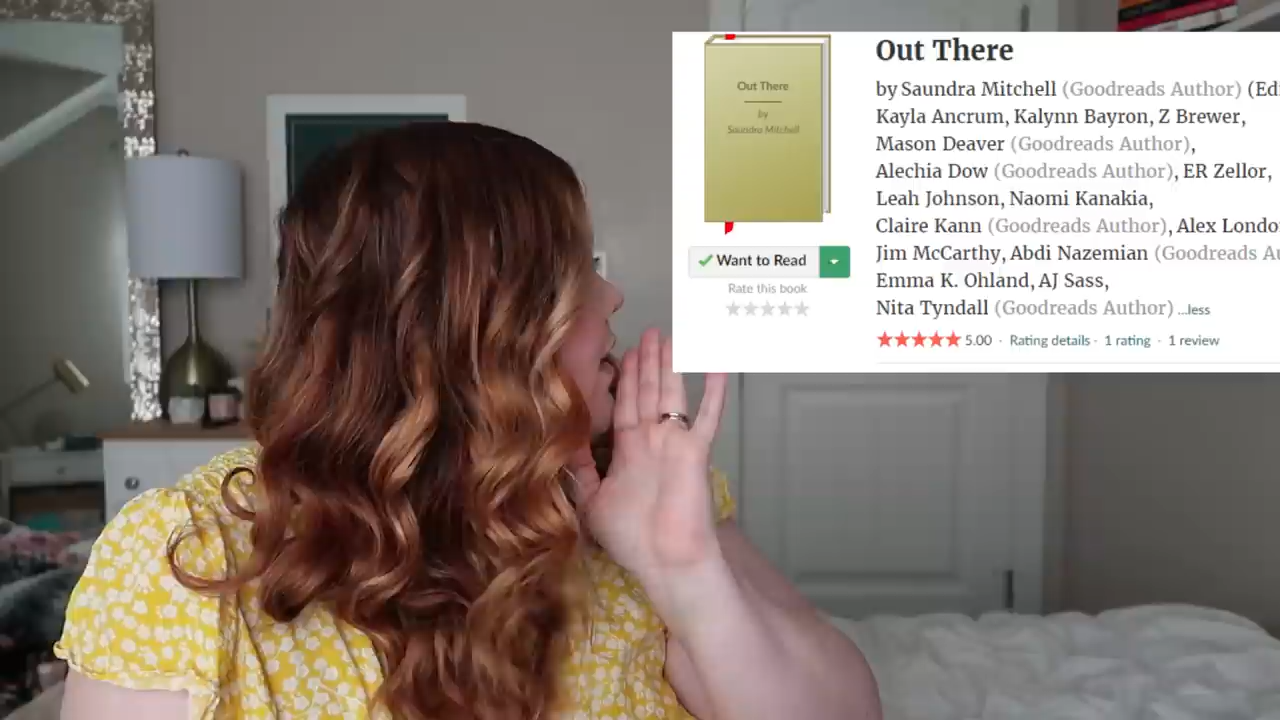 Out There
by
Saundra Mitchell
Want to Read
Rate this book
Out There
by Saundra Mitchell (Goodreads Author) (Edi
Kayla Ancrum, Kalynn Bayron, Z Brewer,
Mason Deaver (Goodreads Author),
Alechia Dow (Goodreads Author), ER Zellor,
Leah Johnson, Naomi Kanakia,
Claire Kann (Goodreads Author), Alex Londo
Jim McCarthy, Abdi Nazemian (Goodreads Au
Emma K. Ohland, AJ Sass,
Nita Tyndall (Goodreads Author) ...less
5.00 · Rating details · 1 rating · 1 review